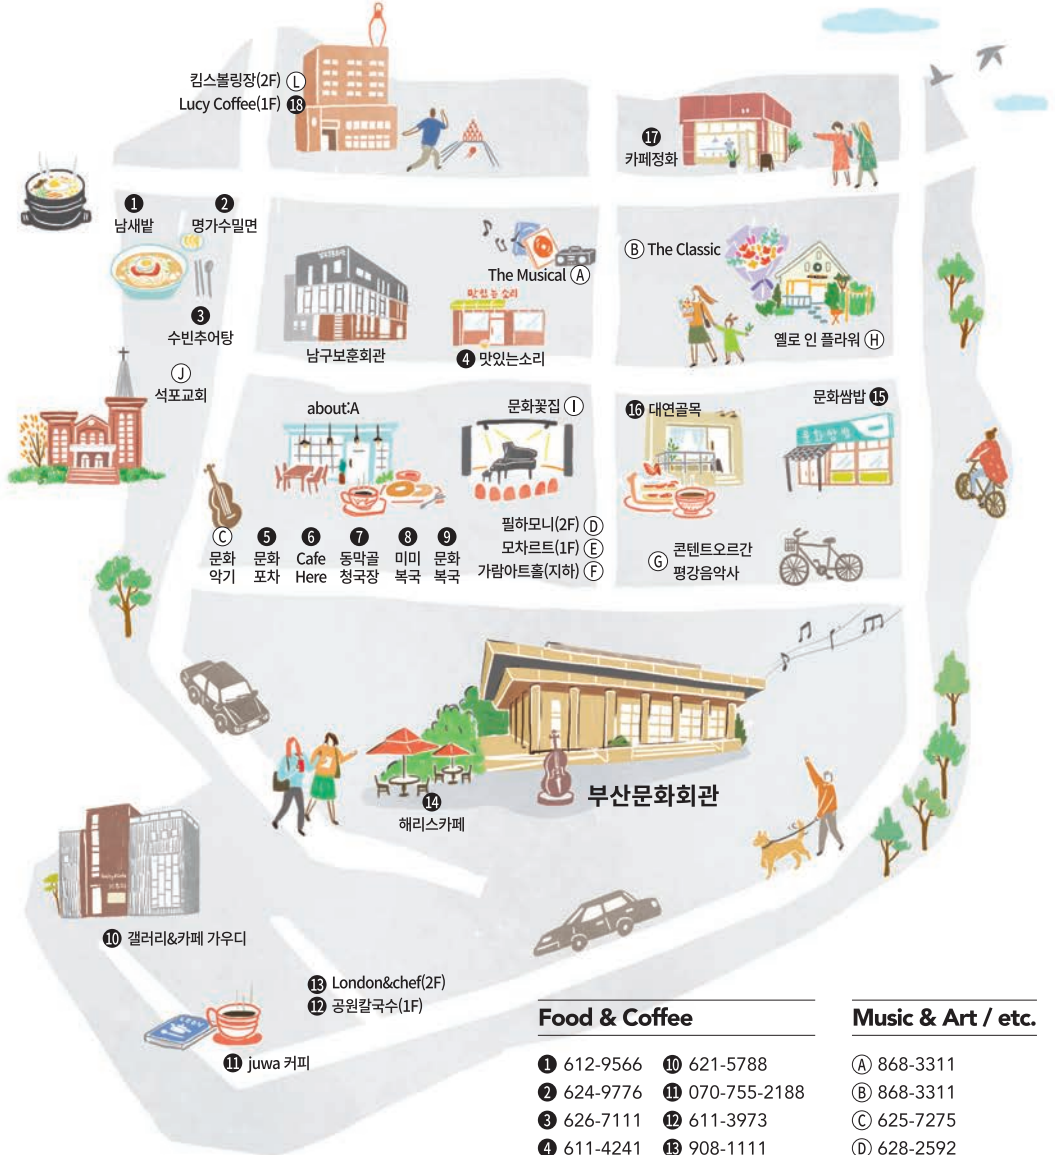 킴스볼링장(2F) Ⓛ
Lucy Coffee(1F) ⓲
⓱
카페정화
❶
남새밭
❷
명가수밀면
❸
수빈추어탕
The Musical Ⓐ
맛있는소리
남구보훈회관
❹ 맛있는소리
Ⓑ The Classic
옐로 인 플라워 Ⓗ
Ⓙ
석포교회
about:A
문화꽃집 Ⓘ
⓰ 대연골목
문화쌈밥 ⓯
문화쌈밥
Ⓒ
문화
악기
❺
문화
포차
❻
Cafe
Here
❼
동막골
청국장
❽
미미
복국
❾
문화
복국
필하모니(2F) Ⓓ
모차르트(1F) Ⓔ
가람아트홀(지하) Ⓕ
Ⓖ 콘텐트오르간
평강음악사
부산문화회관
⓮
해리스카페
❿ 갤러리&카페 가우디
⓭ London&chef(2F)
⓬ 공원칼국수(1F)
⓫ juwa 커피
Food & Coffee
❶ 612-9566 ❿ 621-5788
❷ 624-9776 ⓫ 070-755-2188
❸ 626-7111 ⓬ 611-3973
❹ 611-4241 ⓭ 908-1111
Music & Art / etc.
Ⓐ 868-3311
Ⓑ 868-3311
Ⓒ 625-7275
Ⓓ 628-2592